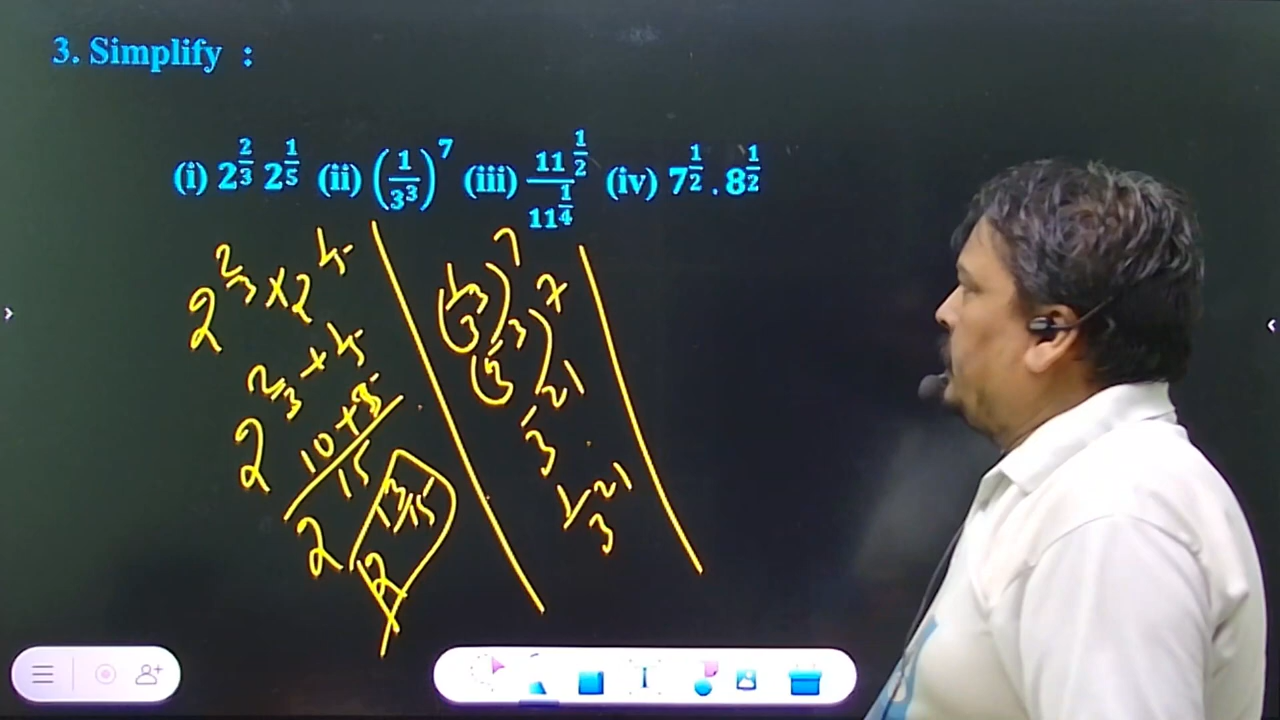 3. Simplify :
(i) 2^{2/3} 2^{1/5} (ii) (1/3^3)^7 (iii) 11^{1/2}/11^{1/4} (iv) 7^{1/2} . 8^{1/2}
2^{2/3} × 2^{1/5}
2^{2/3 + 1/5}
2^{(10+3)/15}
2^{13/15}
(1/3^3)^7
(3^{-3})^7
3^{-21}
1/3^{21}